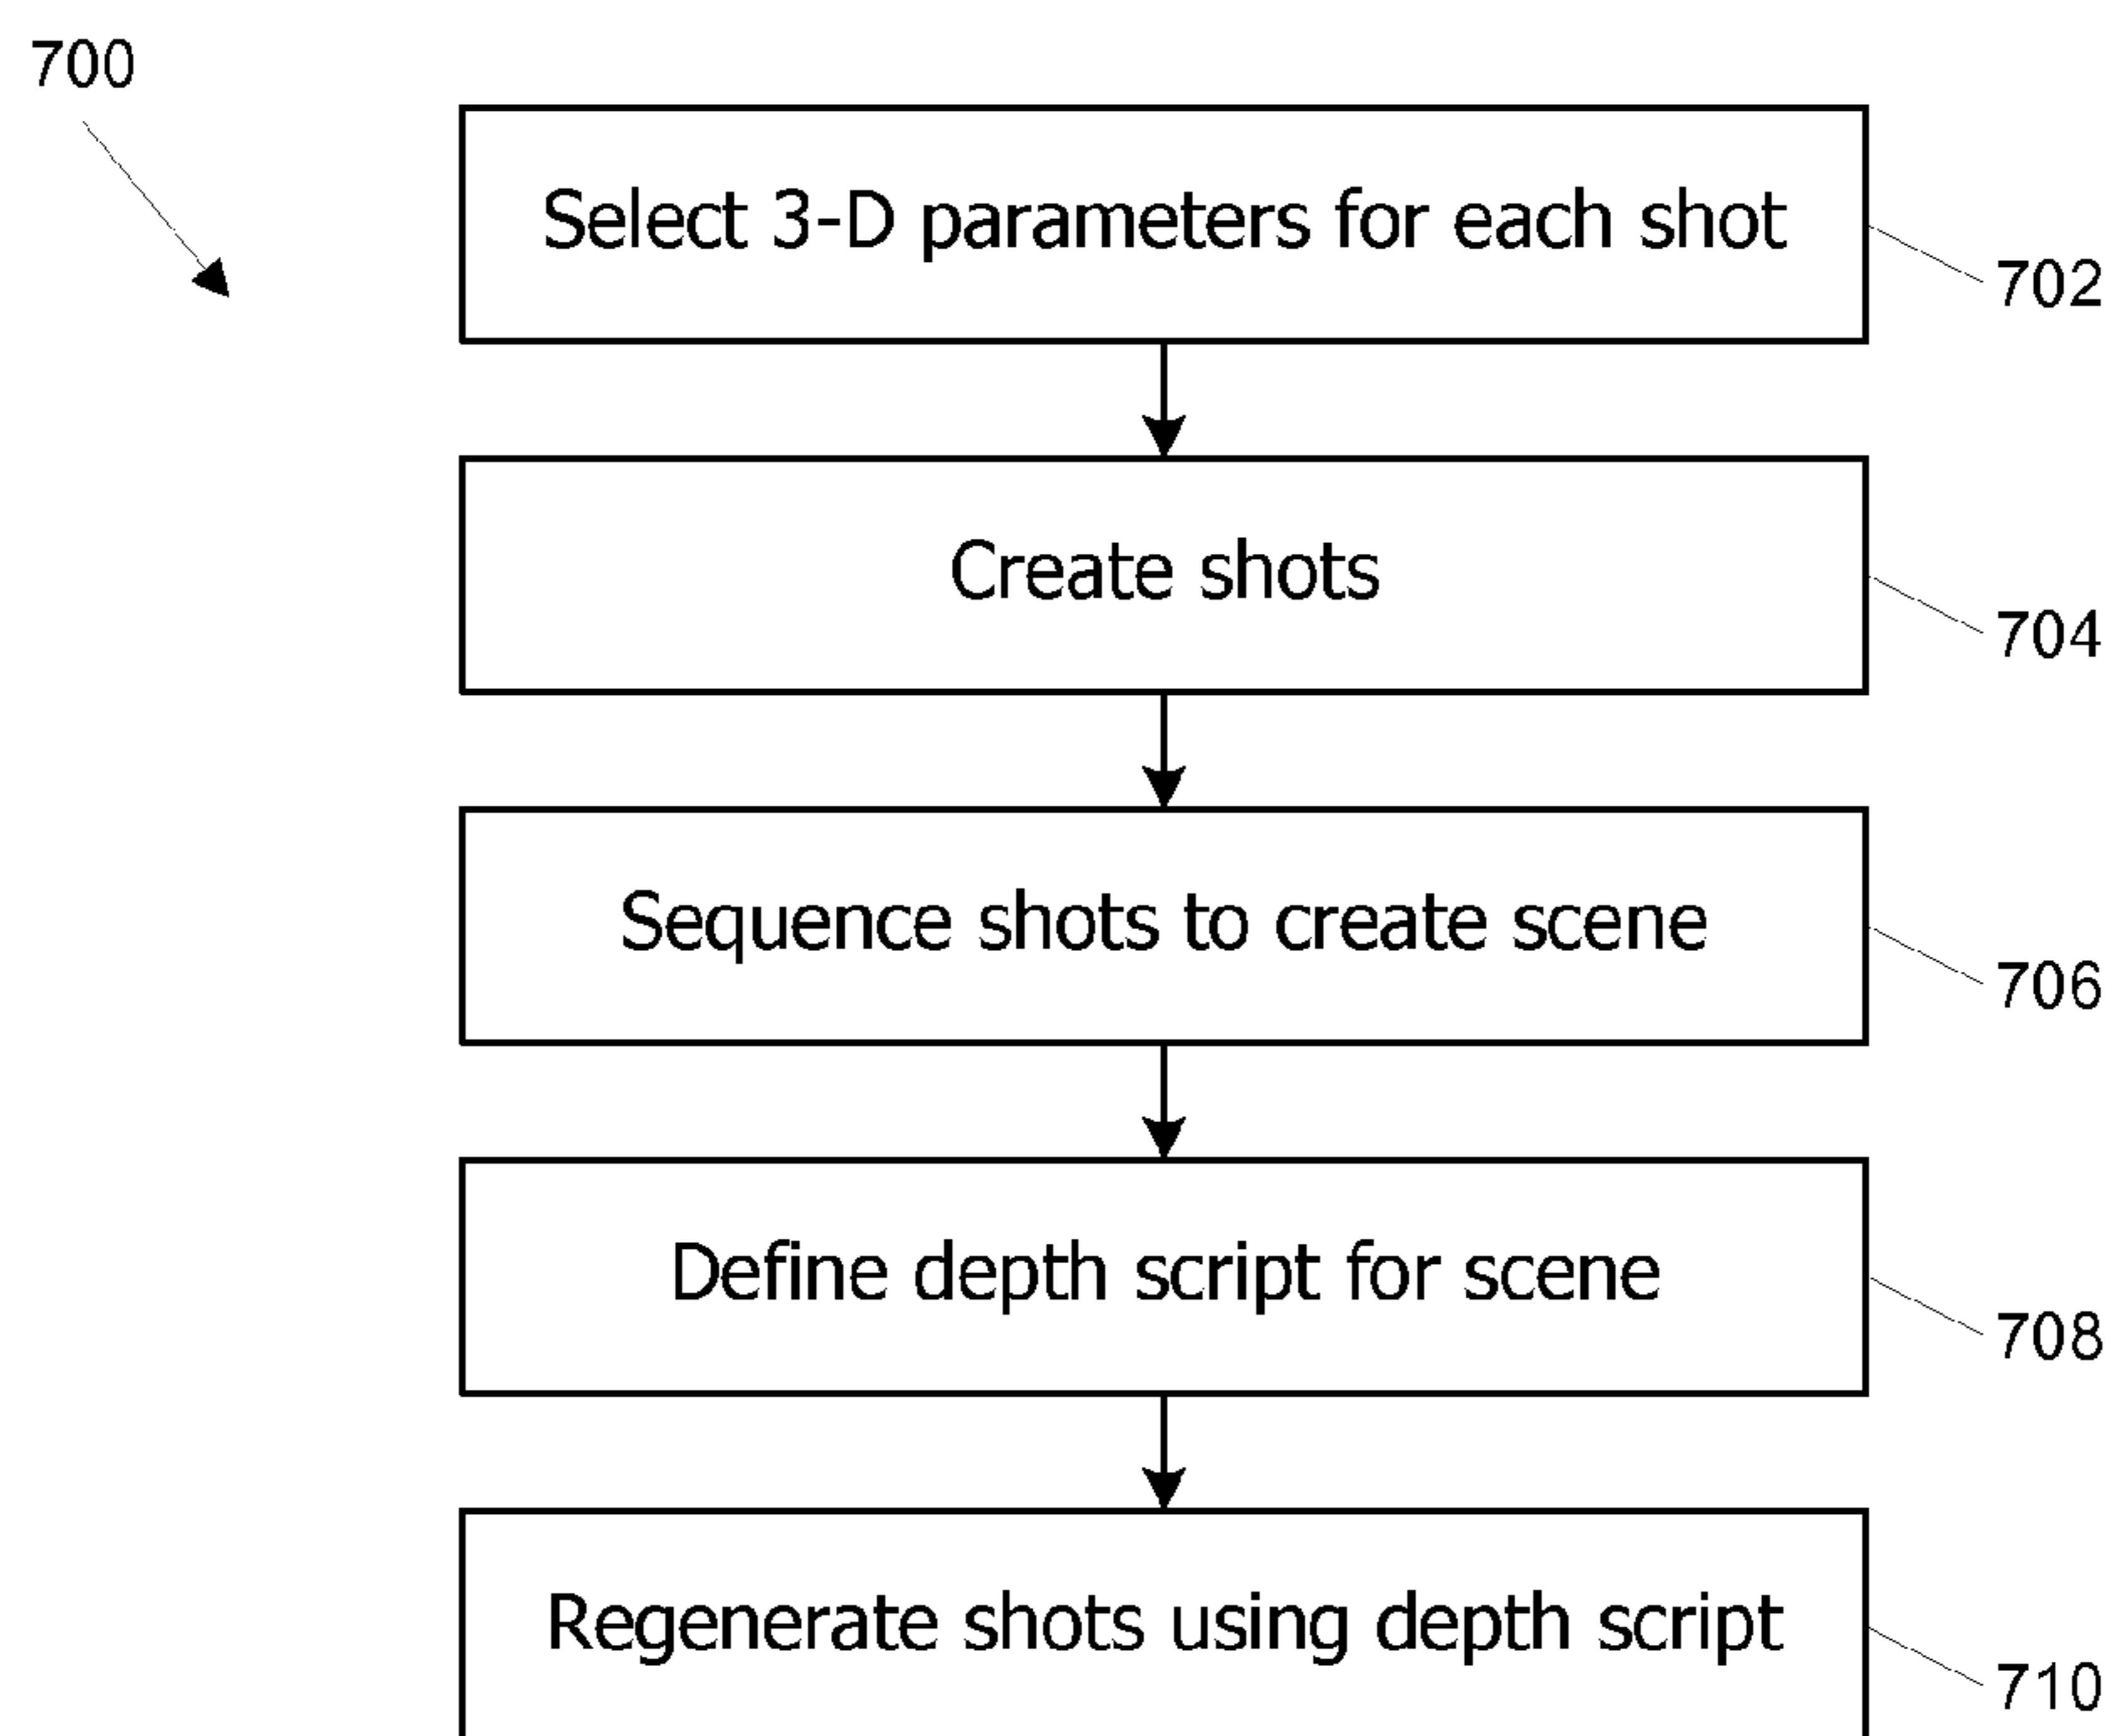 700
Select 3-D parameters for each shot
702
Create shots
704
Sequence shots to create scene
706
Define depth script for scene
708
Regenerate shots using depth script
710